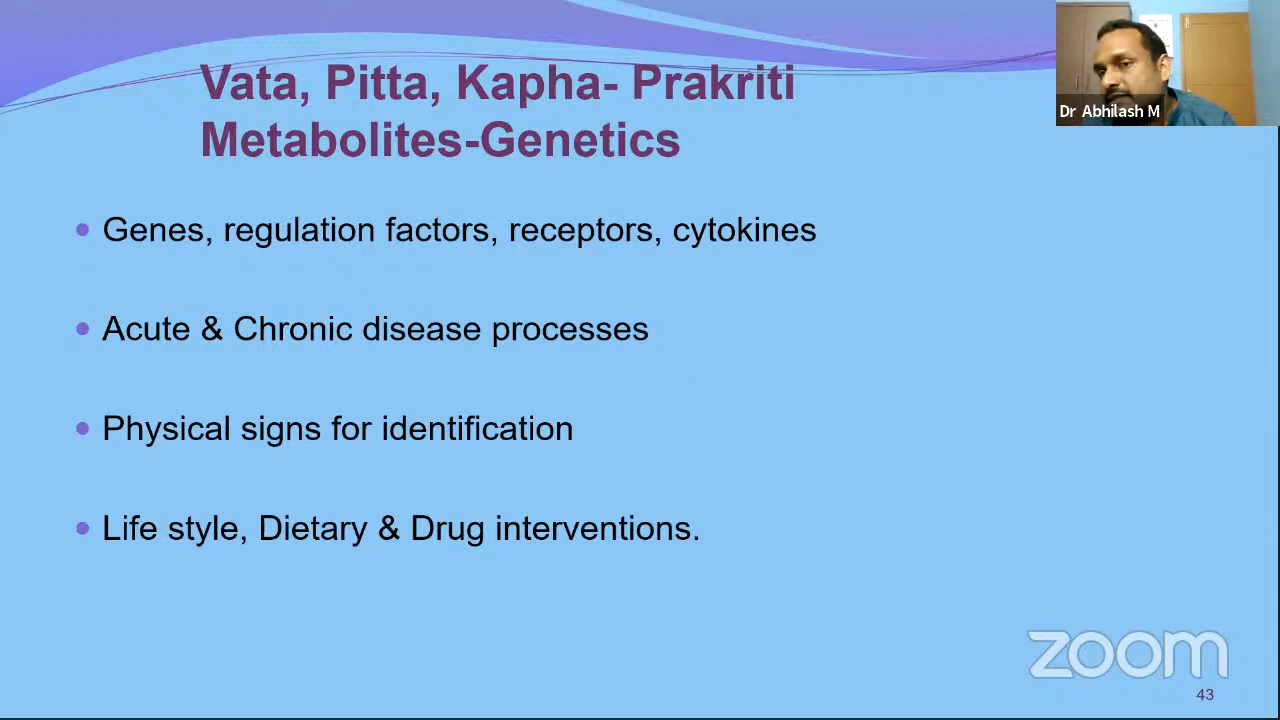 Vata, Pitta, Kapha- Prakriti
Metabolites-Genetics
Dr Abhilash M
Genes, regulation factors, receptors, cytokines
Acute & Chronic disease processes
Physical signs for identification
Life style, Dietary & Drug interventions.
zoom
43